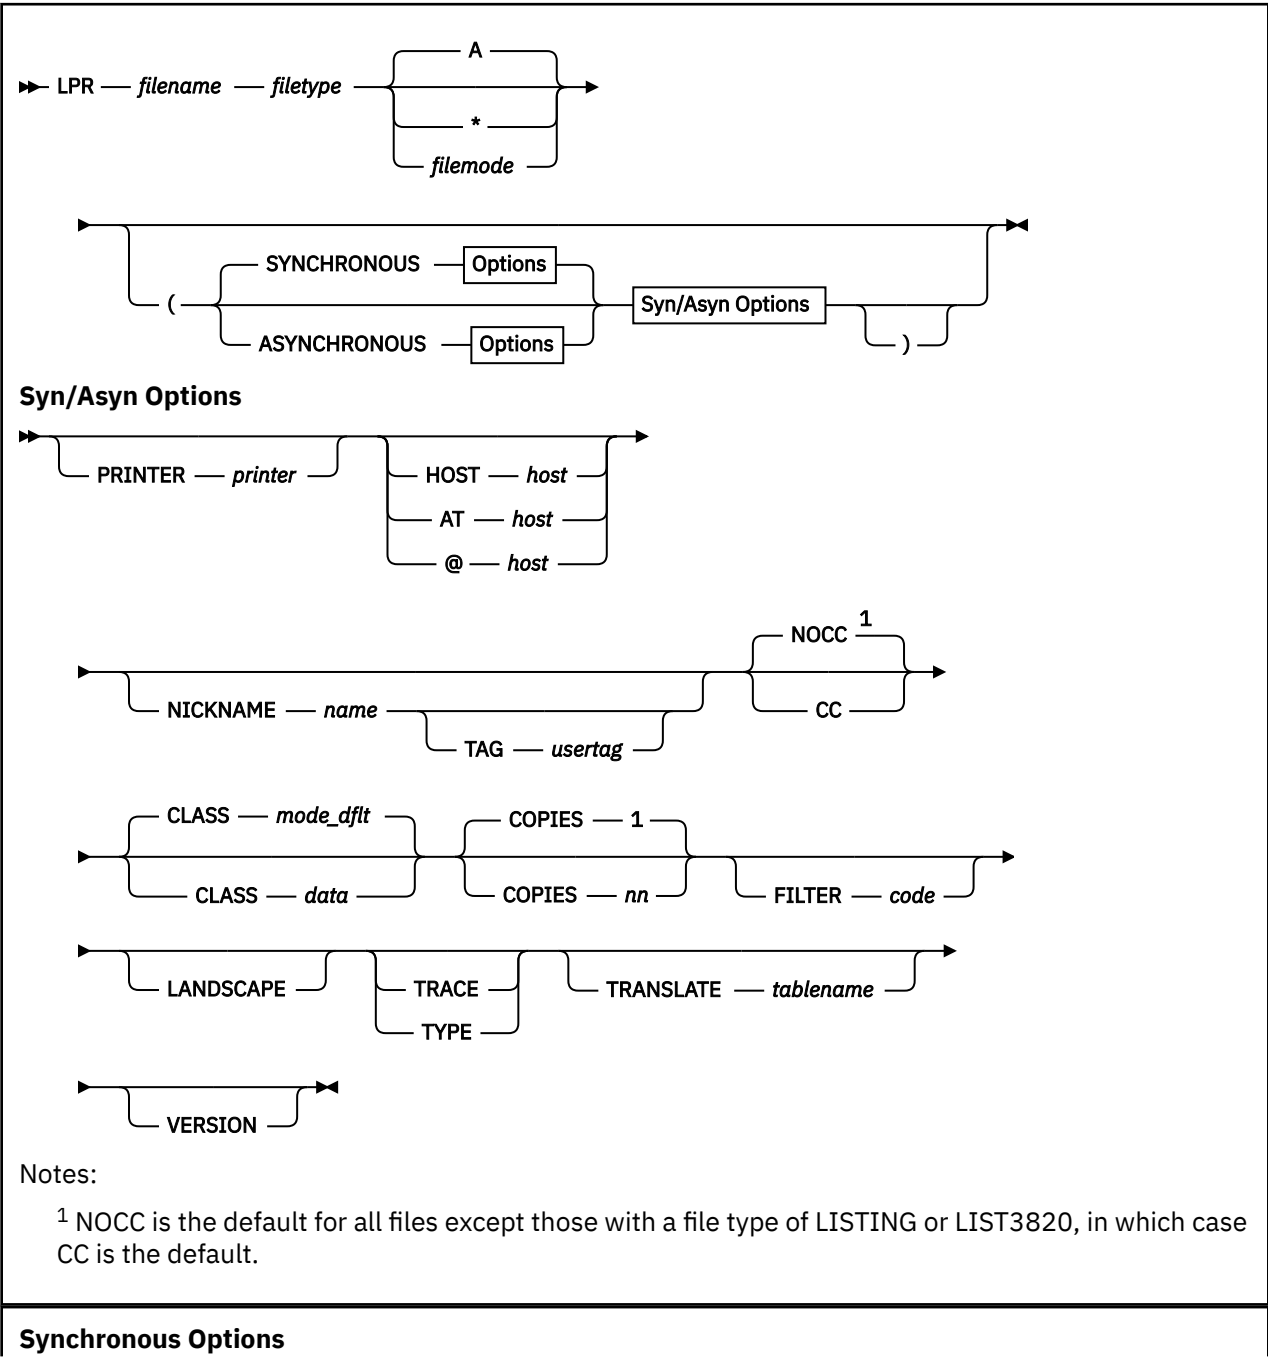 A
LPR filename filetype
*
filemode
SYNCHRONOUS Options
( Syn/Asyn Options
ASYNCHRONOUS Options )
Syn/Asyn Options
PRINTER printer HOST host
AT host
@ host
NOCC 1
NICKNAME name CC
TAG usertag
CLASS mode_dflt COPIES 1
CLASS data COPIES nn FILTER code
LANDSCAPE TRACE TRANSLATE tablename
TYPE
VERSION
Notes:
1 NOCC is the default for all files except those with a file type of LISTING or LIST3820, in which case
CC is the default.
Synchronous Options